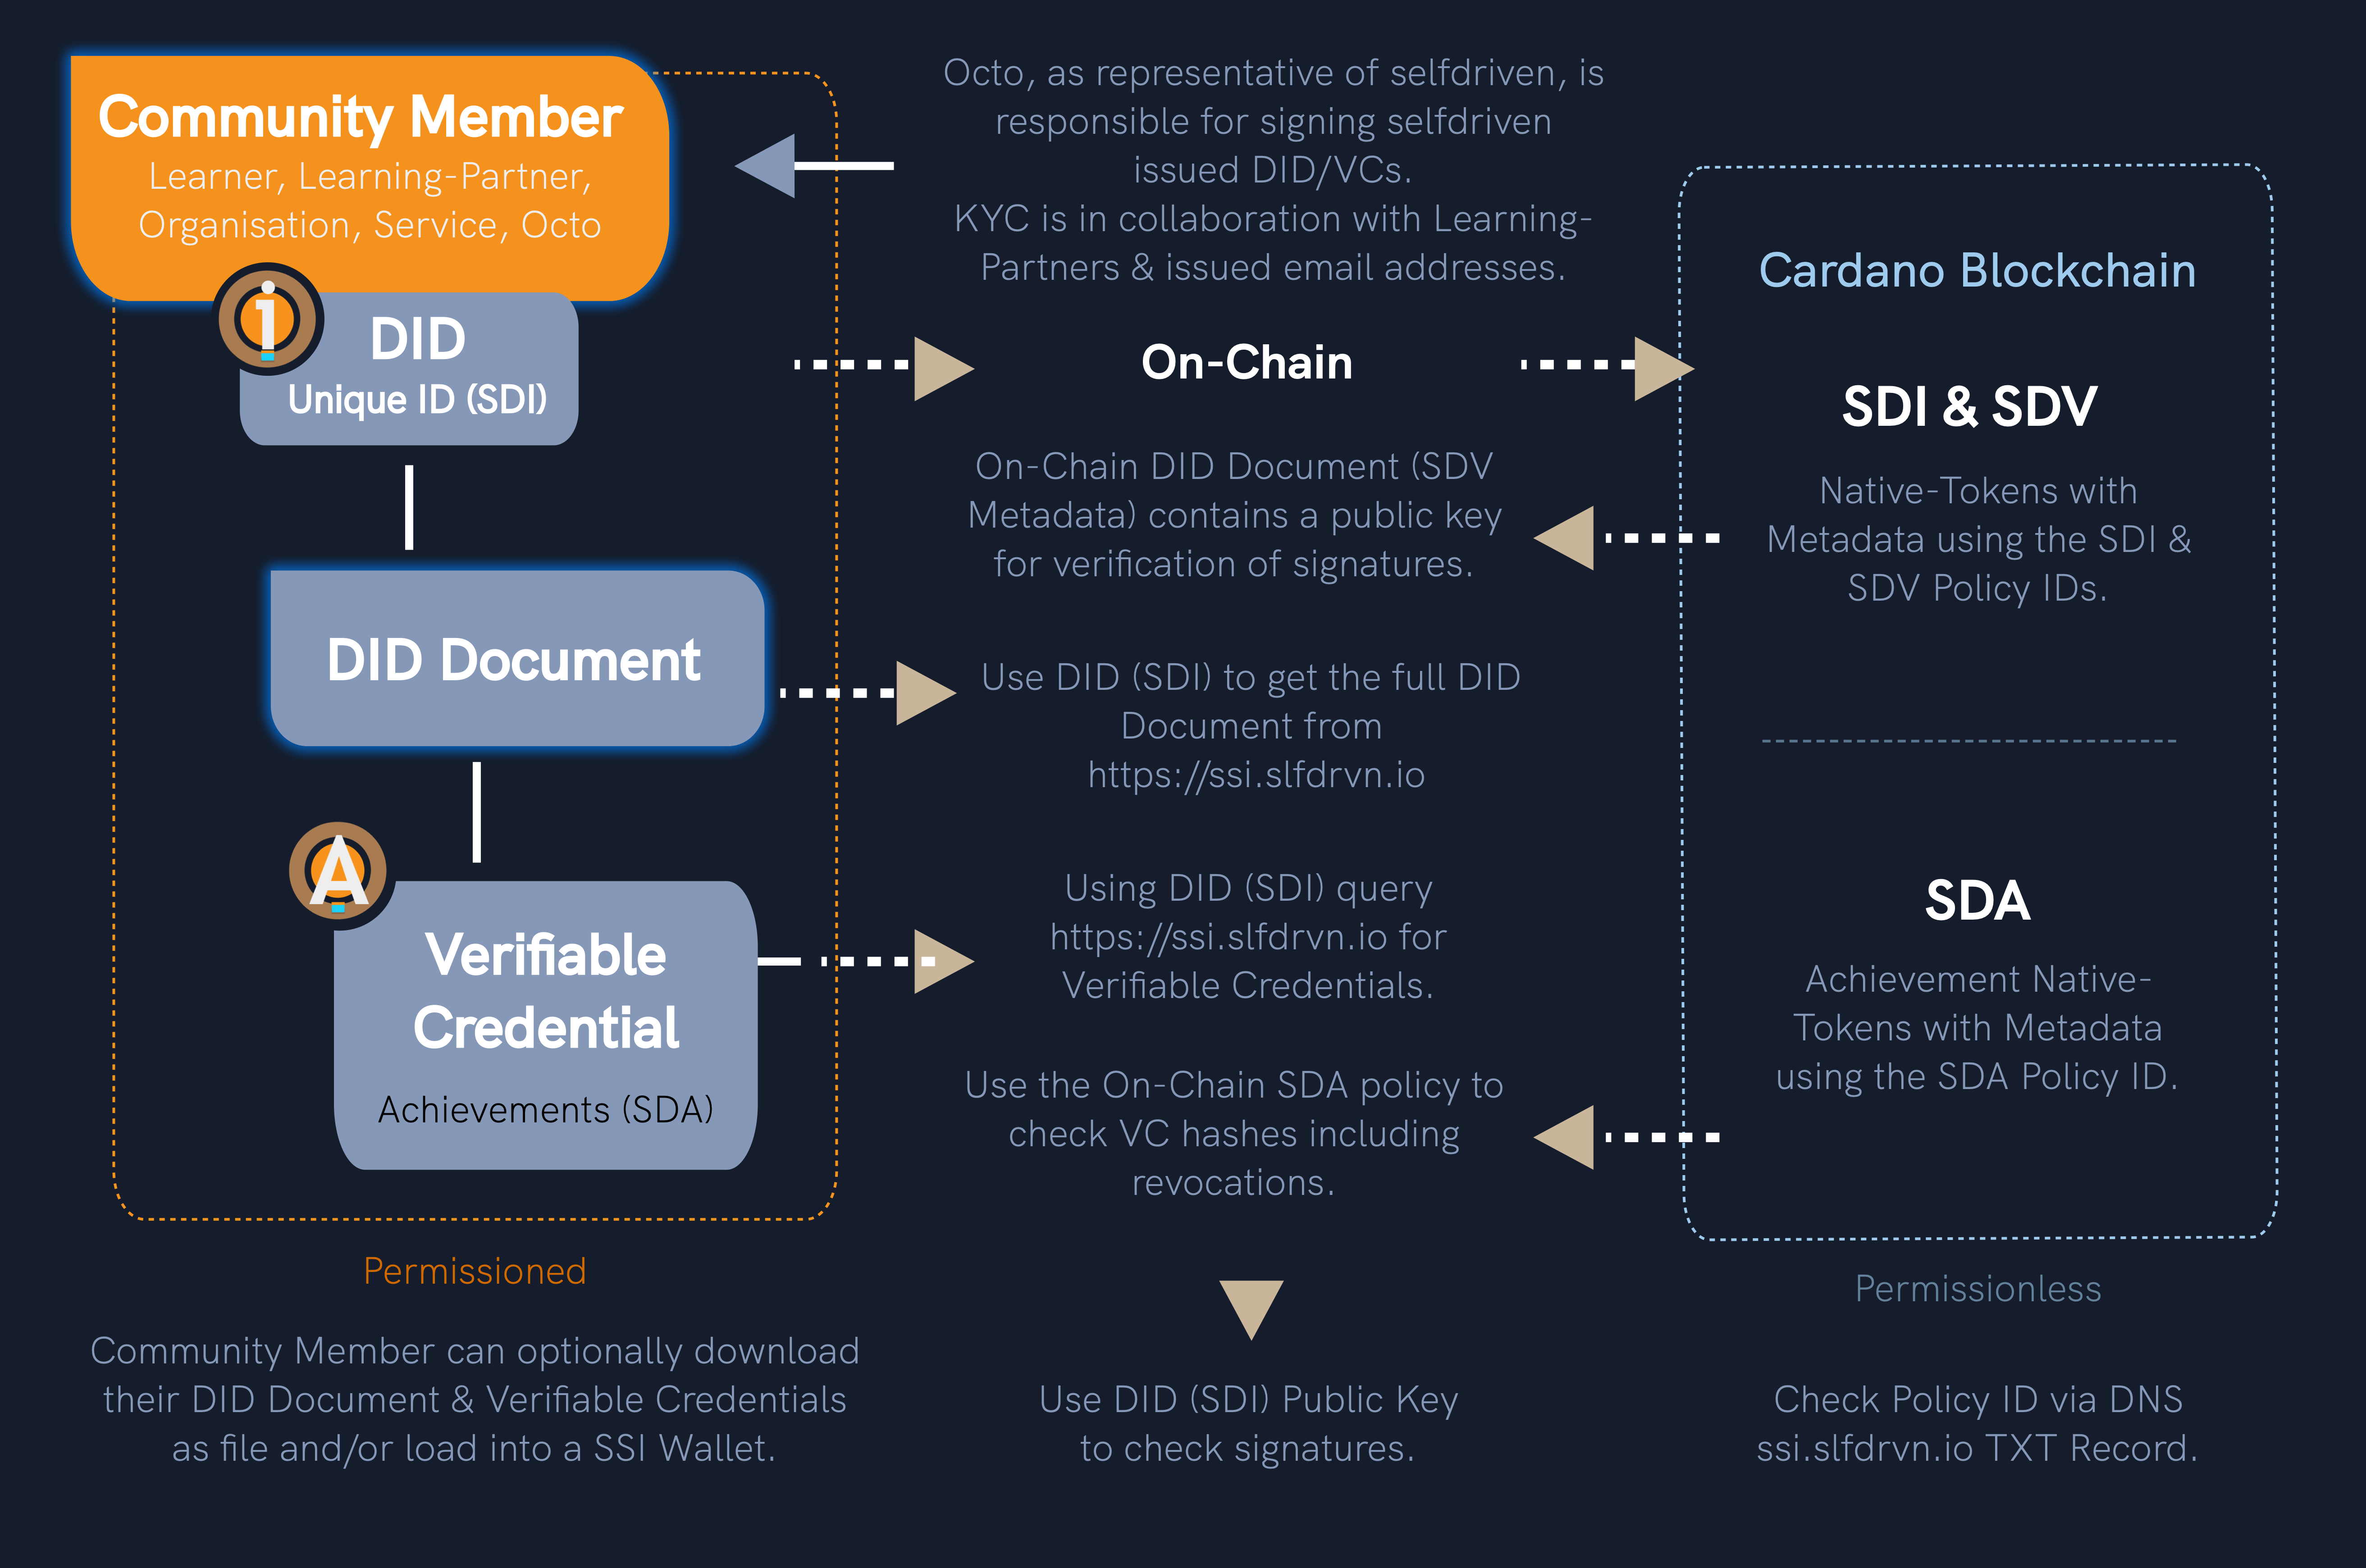 Community Member
Learner, Learning-Partner,
Organisation, Service, Octo
i
DID
Unique ID (SDI)
DID Document
A
Verifiable
Credential
Achievements (SDA)
Permissioned
Community Member can optionally download
their DID Document & Verifiable Credentials
as file and/or load into a SSI Wallet.
Octo, as representative of selfdriven, is
responsible for signing selfdriven
issued DID/VCs.
KYC is in collaboration with Learning-
Partners & issued email addresses.
On-Chain
On-Chain DID Document (SDV
Metadata) contains a public key
for verification of signatures.
Use DID (SDI) to get the full DID
Document from
https://ssi.slfdrvn.io
Using DID (SDI) query
https://ssi.slfdrvn.io for
Verifiable Credentials.
Use the On-Chain SDA policy to
check VC hashes including
revocations.
Use DID (SDI) Public Key
to check signatures.
Cardano Blockchain
SDI & SDV
Native-Tokens with
Metadata using the SDI &
SDV Policy IDs.
SDA
Achievement Native-
Tokens with Metadata
using the SDA Policy ID.
Permissionless
Check Policy ID via DNS
ssi.slfdrvn.io TXT Record.